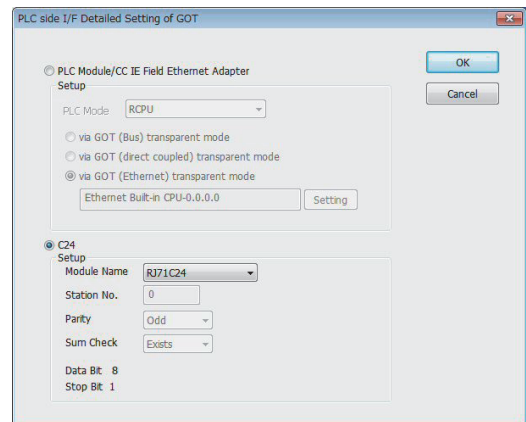 PLC side I/F Detailed Setting of GOT
OK
Cancel
PLC Module/CC IE Field Ethernet Adapter
Setup
PLC Mode RCPU
via GOT (Bus) transparent mode
via GOT (direct coupled) transparent mode
via GOT (Ethernet) transparent mode
Ethernet Built-in CPU-0.0.0.0 Setting
C24
Setup
Module Name RJ71C24
Station No. 0
Parity Odd
Sum Check Exists
Data Bit 8
Stop Bit 1